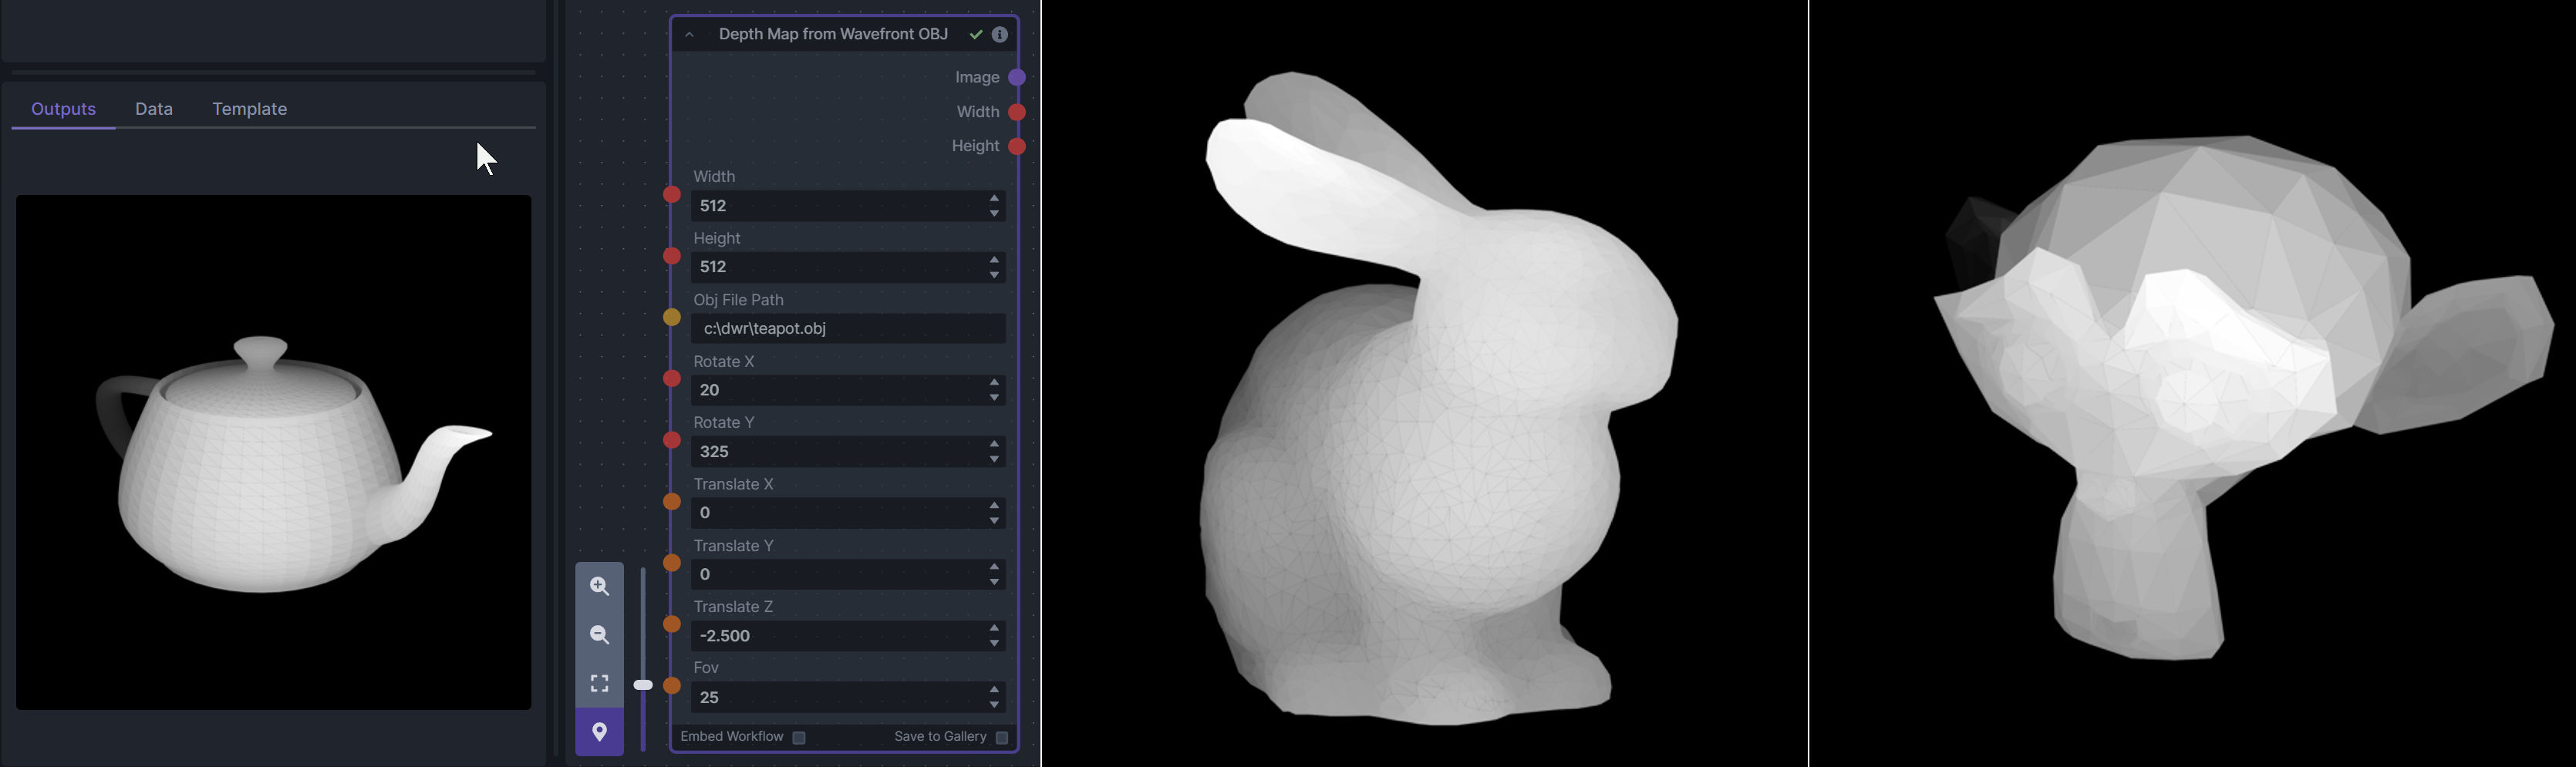 Outputs
Data
Template
Depth Map from Wavefront OBJ
Image
Width
Height
Width
512
Height
512
Obj File Path
c:\dwr\teapot.obj
Rotate X
20
Rotate Y
325
Translate X
0
Translate Y
0
Translate Z
-2.500
Fov
25
Embed Workflow
Save to Gallery